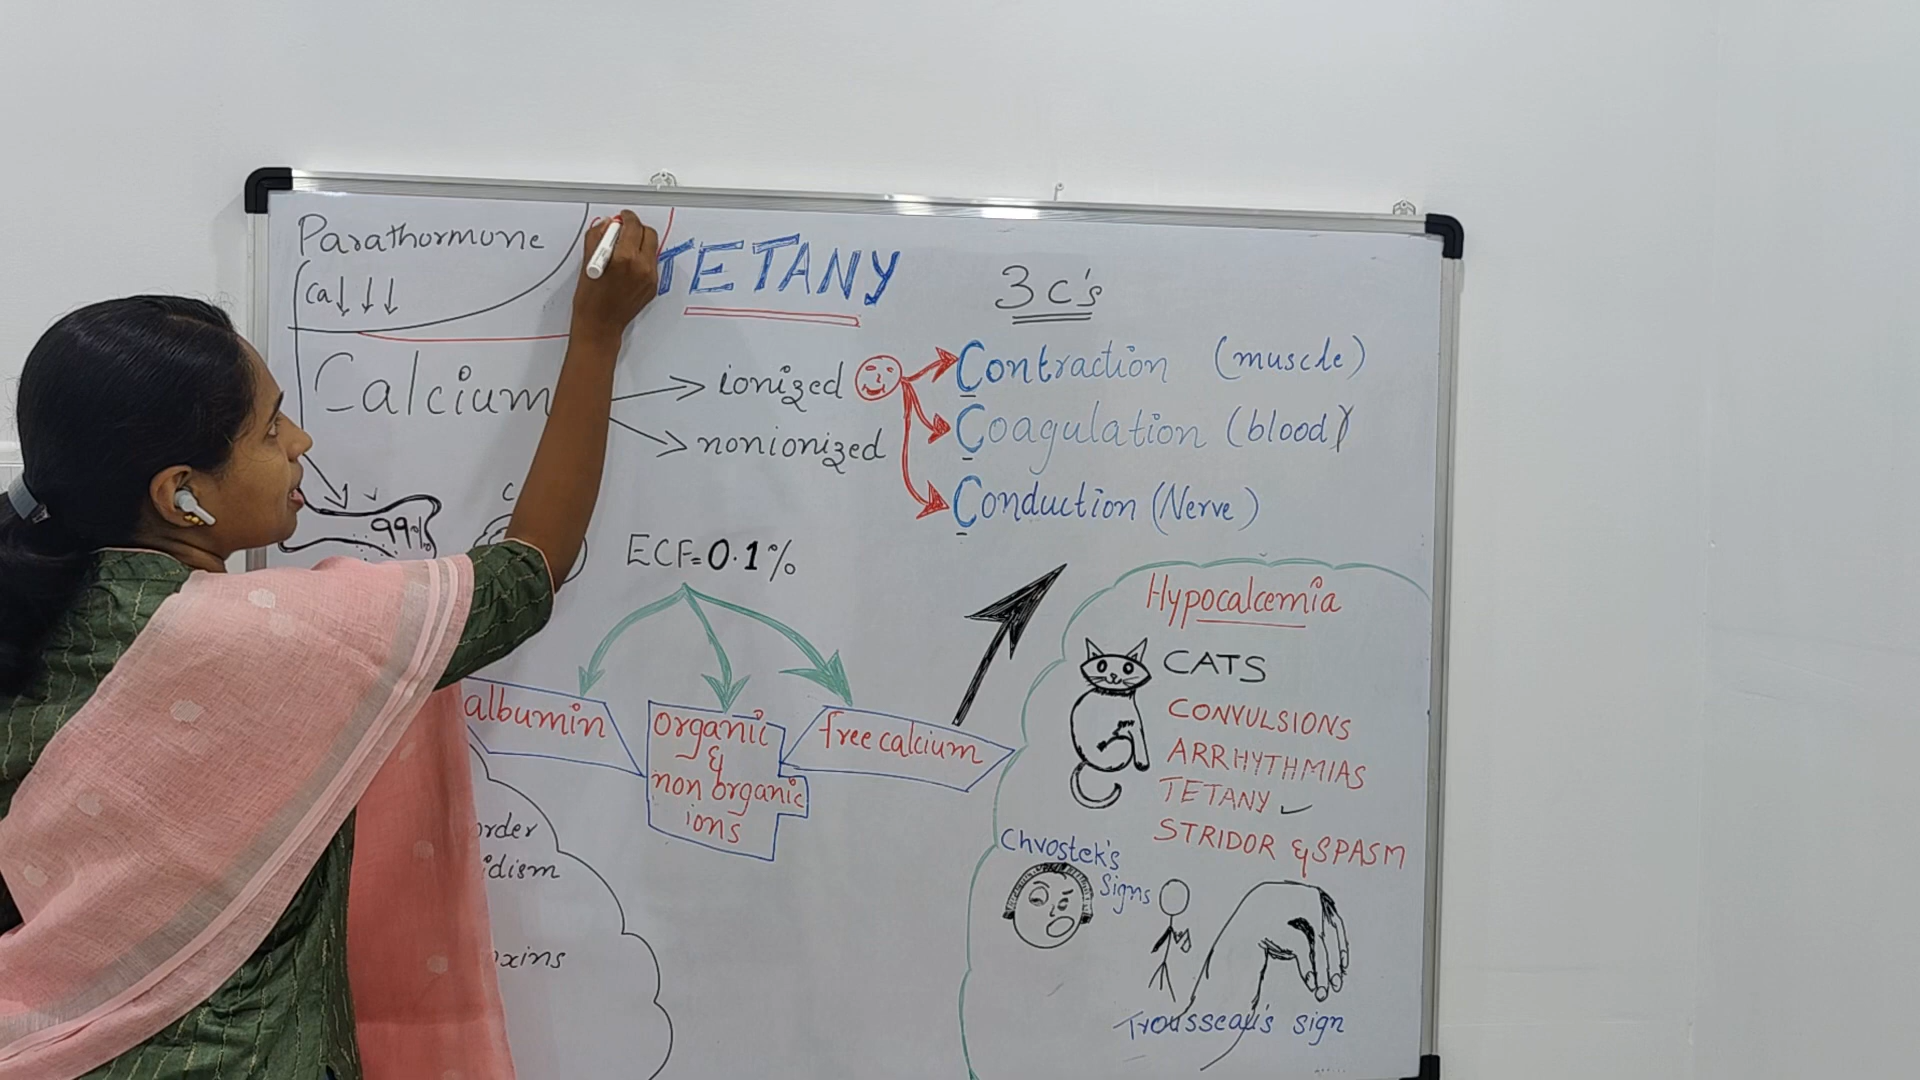 Parathormone
Ca↓ ↓ ↓
TETANY
3 C's
Calcium
ionized
nonionized
Contraction (muscle)
Coagulation (blood)
Conduction (Nerve)
99%
ECF=0.1%
albumin
organic
&
non organic
ions
free calcium
Hypocalcemia
CATS
CONVULSIONS
ARRHYTHMIAS
TETANY ✓
STRIDOR & SPASM
Chvostek's
Signs
Trousseau's sign